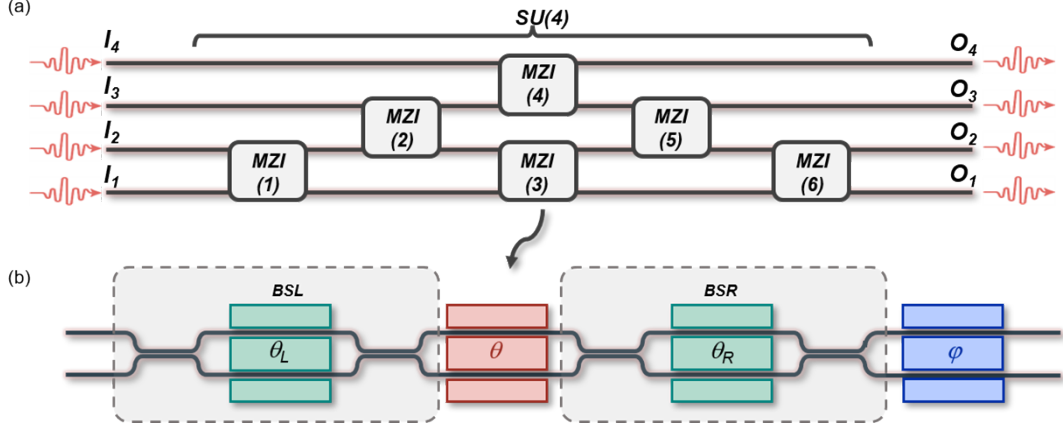 (a)
SU(4)
I4
O4
MZI
(4)
I3
O3
MZI
(2)
MZI
(5)
I2
O2
MZI
(1)
MZI
(3)
MZI
(6)
I1
O1
(b)
BSL
BSR
θL
θ
θR
φ